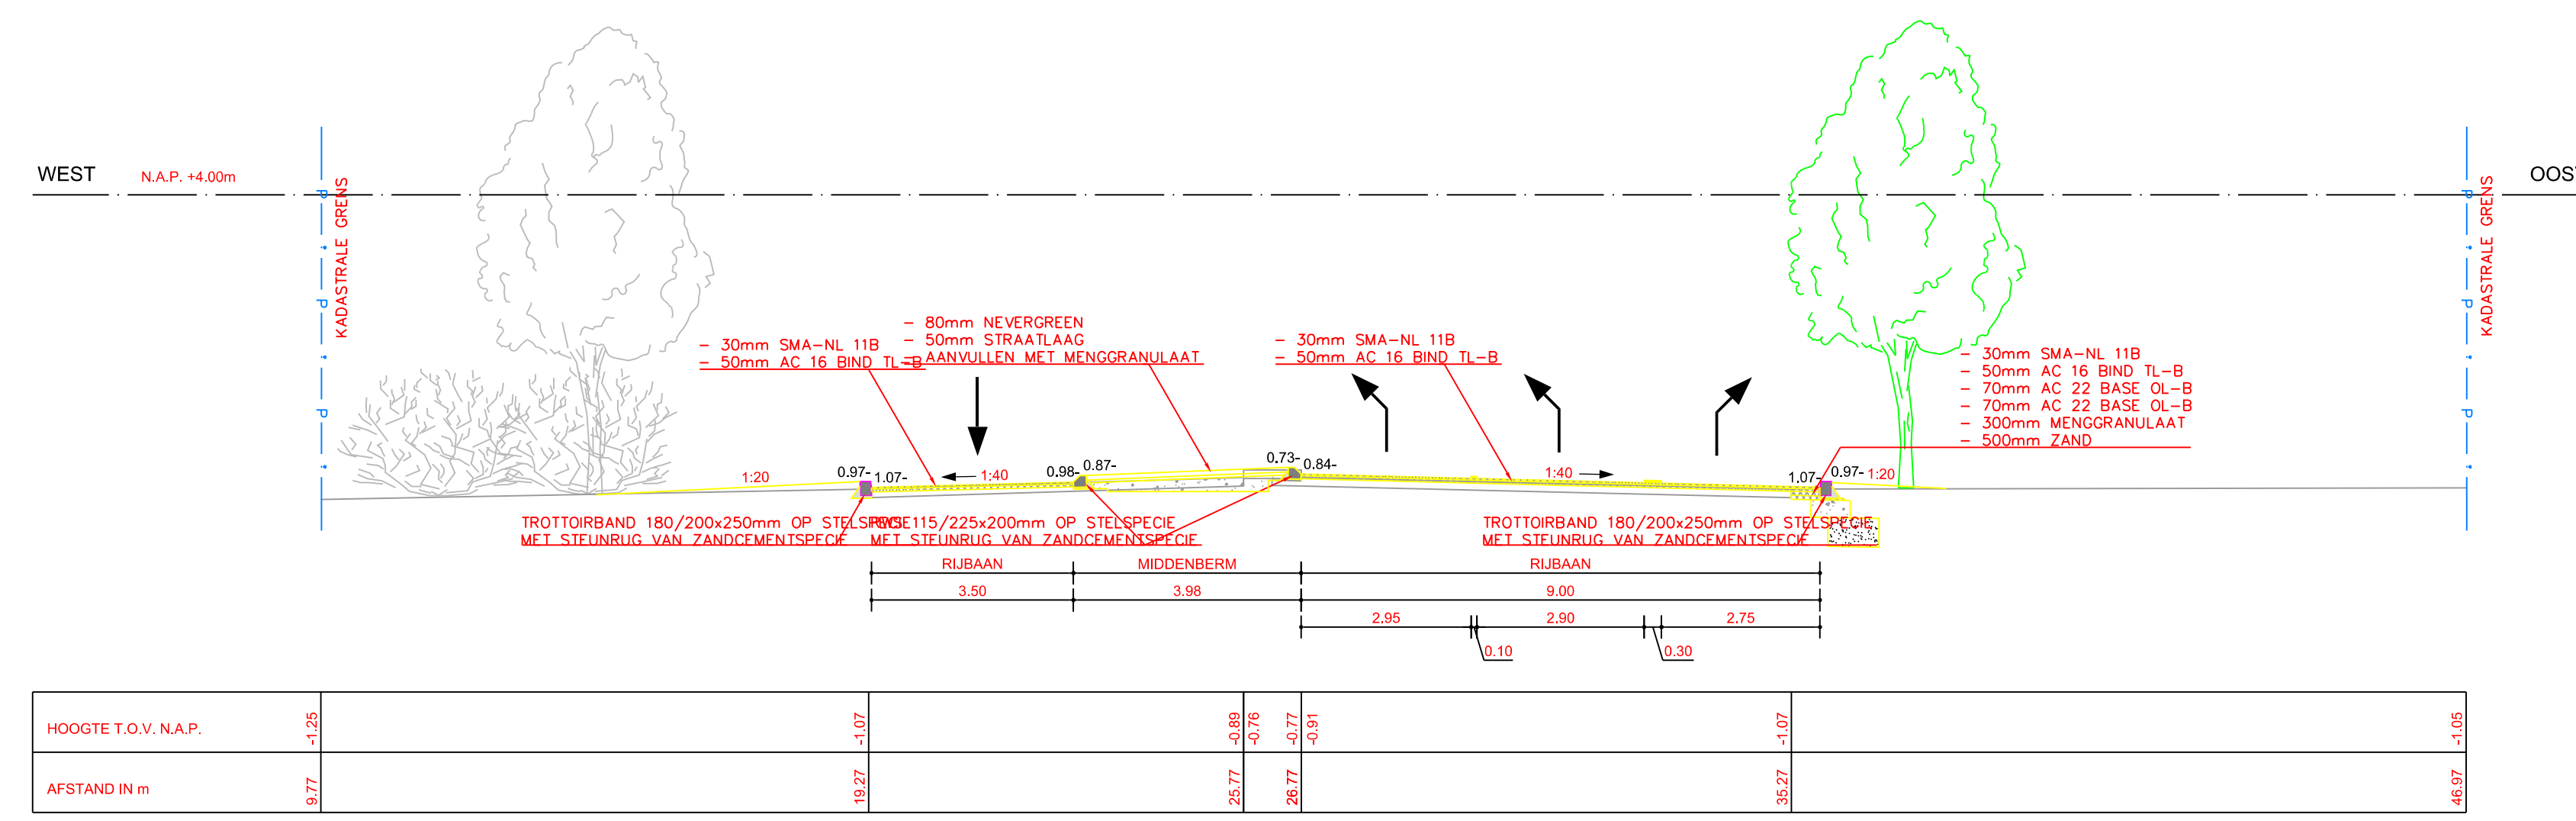 WEST
N.A.P. +4.00m
OOS
KADASTRALE GRENS
KADASTRALE GRENS
P
P
P
P
P
P
- 30mm SMA-NL 11B
- 50mm AC 16 BIND TL-B
- 80mm NEVERGREEN
- 50mm STRAATLAAG
- AANVULLEN MET MENGGRANULAAT
- 30mm SMA-NL 11B
- 50mm AC 16 BIND TL-B
- 30mm SMA-NL 11B
- 50mm AC 16 BIND TL-B
- 70mm AC 22 BASE OL-B
- 70mm AC 22 BASE OL-B
- 300mm MENGGRANULAAT
- 500mm ZAND
1:20
0.97-
1.07-
1:40
0.98-
0.87-
0.73-
0.84-
1:40
1.07-
0.97-
1:20
TROTTOIRBAND 180/200x250mm OP STELSPECIE
MET STEUNRUG VAN ZANDCEMENTSPECIE
115/225x200mm OP STELSPECIE
MET STEUNRUG VAN ZANDCEMENTSPECIE
TROTTOIRBAND 180/200x250mm OP STELSPECIE
MET STEUNRUG VAN ZANDCEMENTSPECIE
RIJBAAN MIDDENBERM RIJBAAN
3.50 3.98 9.00
2.95 2.90 2.75
0.10 0.30
HOOGTE T.O.V. N.A.P. -1.25 -1.07 -0.89 -0.76 -0.77 -0.91 -1.07 -1.05
AFSTAND IN m 9.77 19.27 25.77 26.77 35.27 46.97